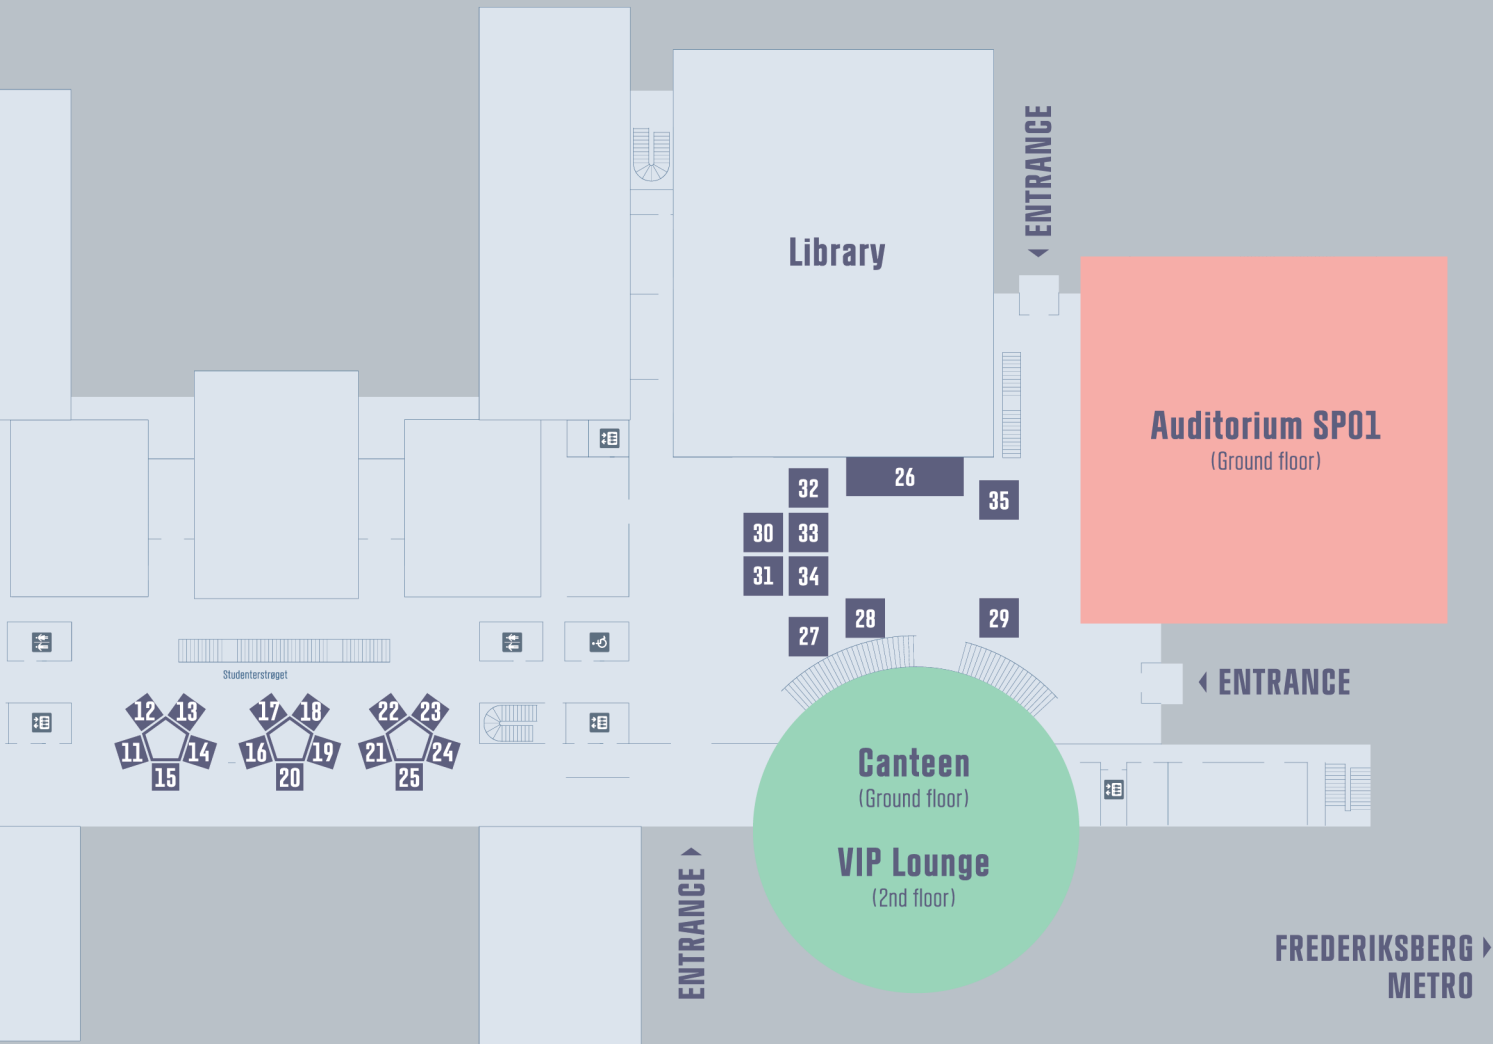 ENTRANCE
Library
Auditorium SP01
(Ground floor)
26
32
35
30
33
31
34
28
29
27
ENTRANCE
Studenterstrøget
12
13
17
18
22
23
11
14
16
19
21
24
15
20
25
Canteen
(Ground floor)
VIP Lounge
(2nd floor)
ENTRANCE
FREDERIKSBERG
METRO